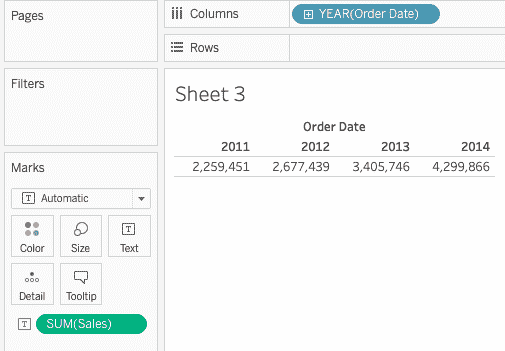 Pages
Columns
YEAR(Order Date)
Rows
Filters
Sheet 3
Order Date
2011 2012 2013 2014
2,259,451 2,677,439 3,405,746 4,299,866
Marks
T Automatic
Color Size T Text
Detail Tooltip
T SUM(Sales)